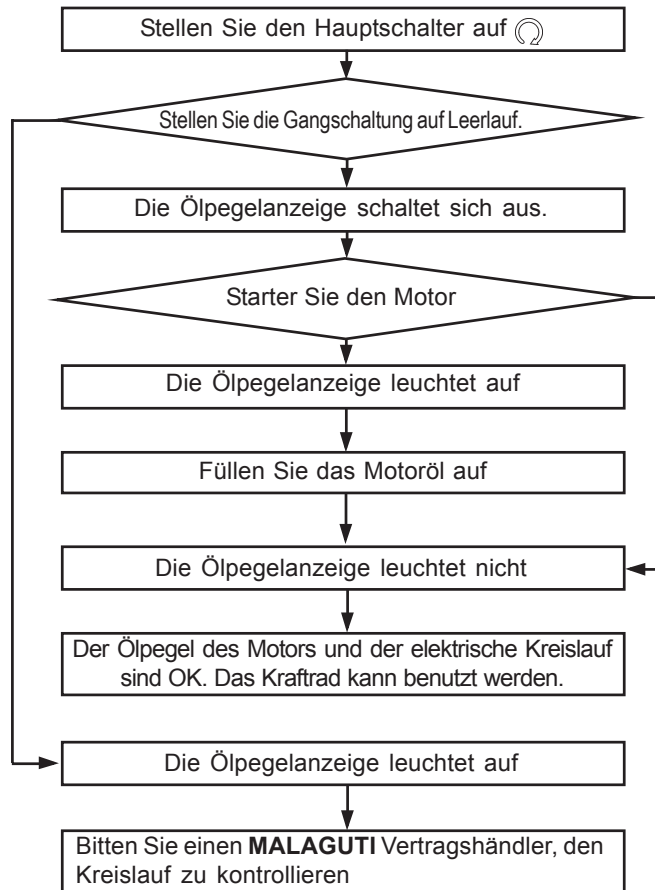 Stellen Sie den Hauptschalter auf
Stellen Sie die Gangschaltung auf Leerlauf.
Die Ölpegelanzeige schaltet sich aus.
Starter Sie den Motor
Die Ölpegelanzeige leuchtet auf
Füllen Sie das Motoröl auf
Die Ölpegelanzeige leuchtet nicht
Der Ölpegel des Motors und der elektrische Kreislauf
sind OK. Das Kraftrad kann benutzt werden.
Die Ölpegelanzeige leuchtet auf
Bitten Sie einen MALAGUTI Vertragshändler, den
Kreislauf zu kontrollieren